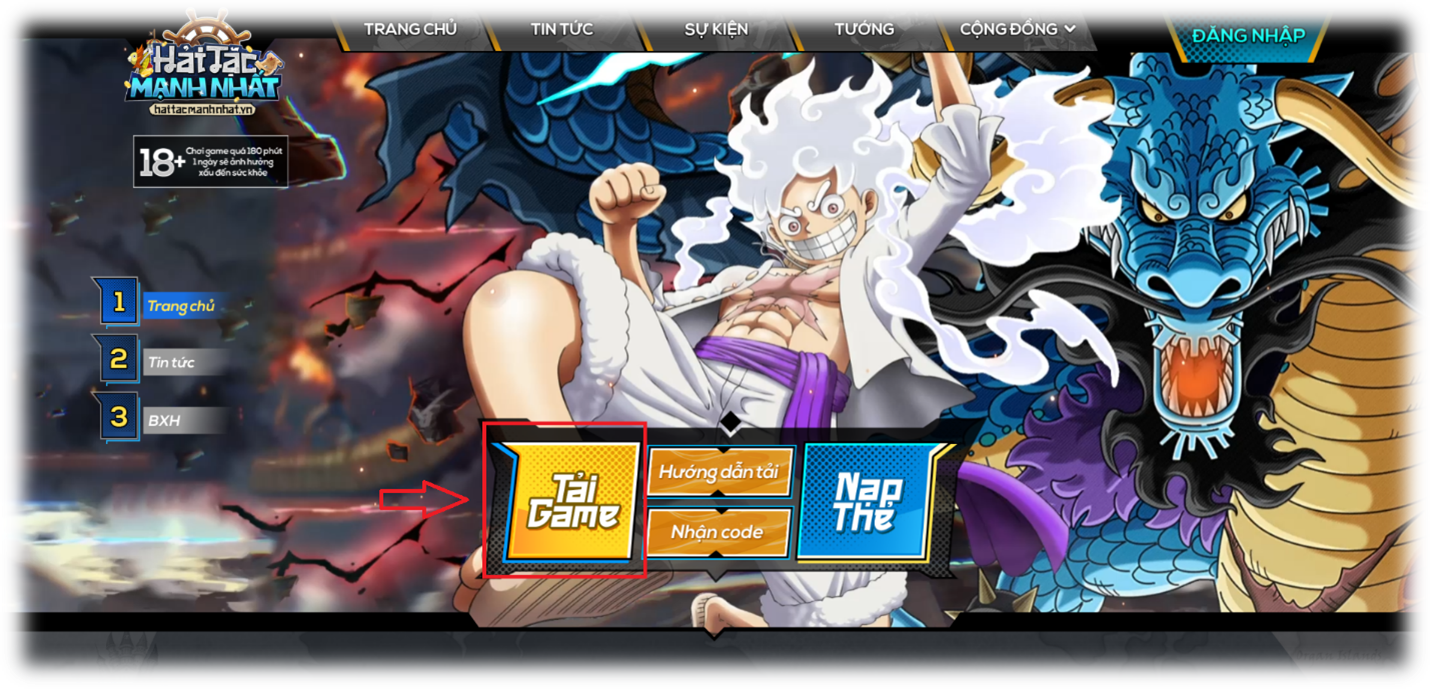 TRANG CHỦ
TIN TỨC
SỰ KIỆN
TƯỚNG
CỘNG ĐỒNG
ĐĂNG NHẬP
HẢI TẶC
MẠNH NHẤT
haitacmanhnhat.vn
18+
Chơi game quá 180 phút
1 ngày sẽ ảnh hưởng
xấu đến sức khỏe
1
Trang chủ
2
Tin tức
3
BXH
Tải
Game
Hướng dẫn tải
Nhận code
Nạp
Thẻ